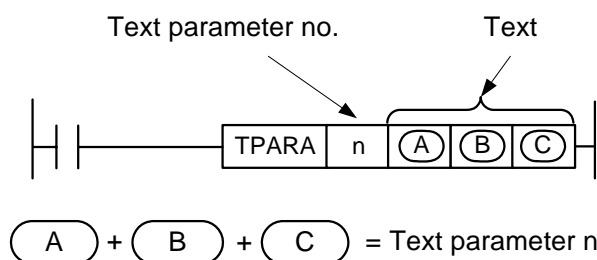 Text parameter no. Text
TPARA n A B C
A + B + C = Text parameter n